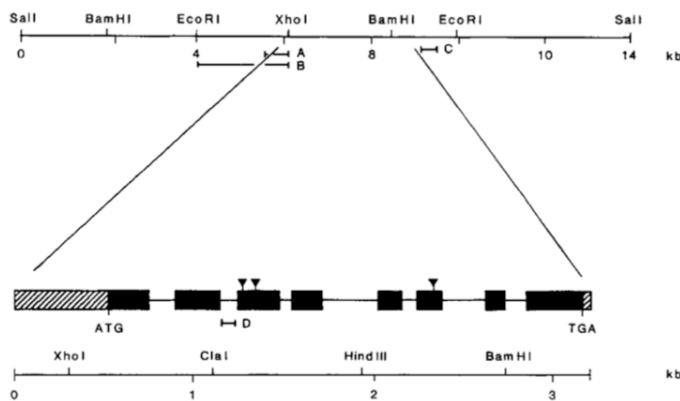 SalI BamHI EcoRI XhoI BamHI EcoRI SalI
0 4 A 8 C 10 14 kb
B
D
ATG TGA
XhoI ClaI HindIII BamHI
0 1 2 3 kb